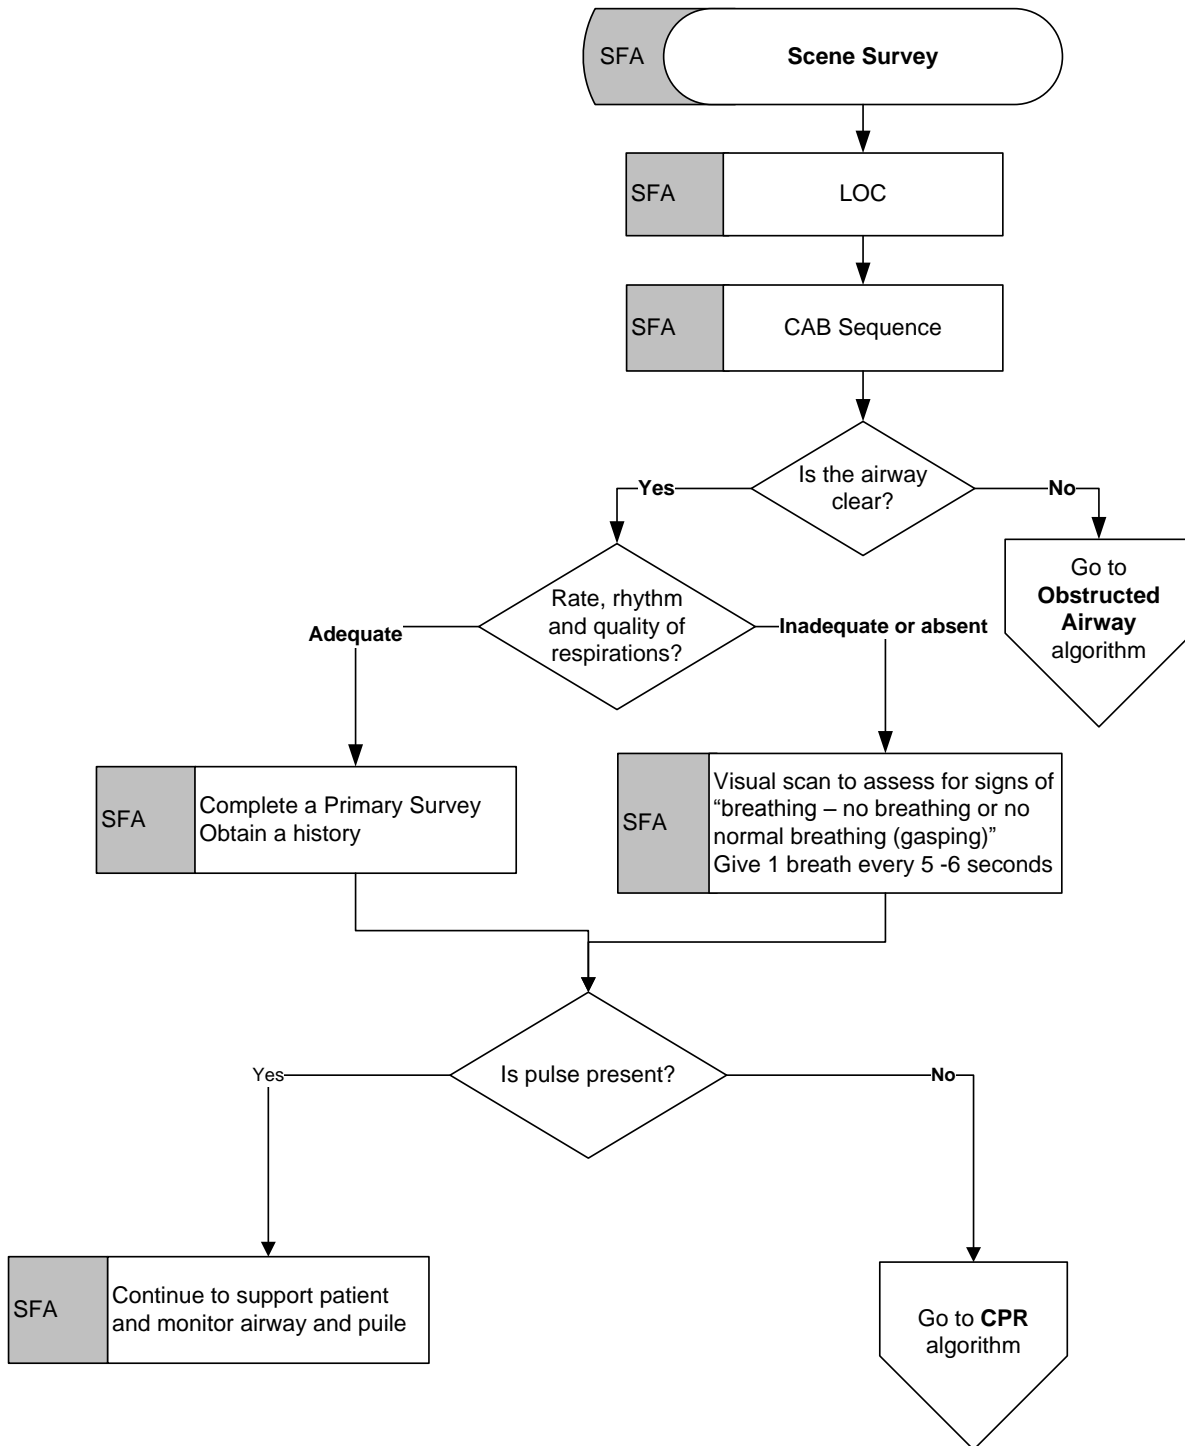 SFA
Scene Survey
SFA
LOC
SFA
CAB Sequence
Is the airway
clear?
Yes
No
Go to
Obstructed
Airway
algorithm
Rate, rhythm
and quality of
respirations?
Adequate
Inadequate or absent
SFA
Complete a Primary Survey
Obtain a history
SFA
Visual scan to assess for signs of
“breathing – no breathing or no
normal breathing (gasping)”
Give 1 breath every 5 -6 seconds
Is pulse present?
Yes
No
SFA
Continue to support patient
and monitor airway and puile
Go to CPR
algorithm